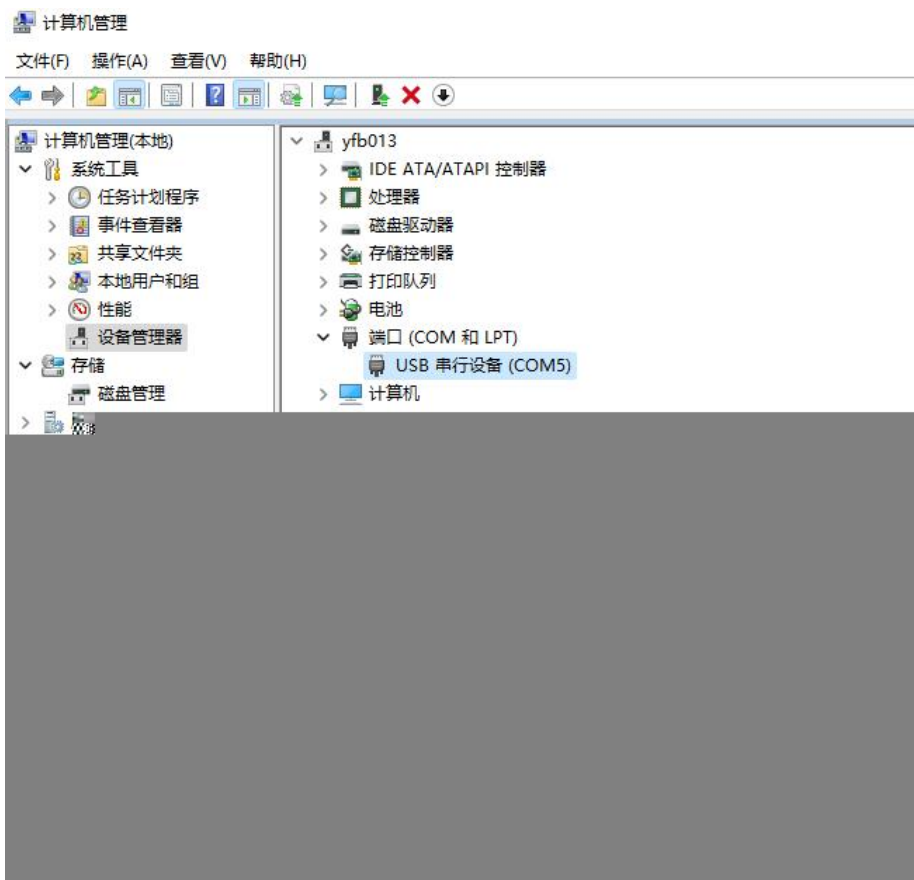 计算机管理
文件(F) 操作(A) 查看(V) 帮助(H)
计算机管理(本地)
系统工具
任务计划程序
事件查看器
共享文件夹
本地用户和组
性能
设备管理器
存储
磁盘管理
yfb013
IDE ATA/ATAPI 控制器
处理器
磁盘驱动器
存储控制器
打印队列
电池
端口 (COM 和 LPT)
USB 串行设备 (COM5)
计算机